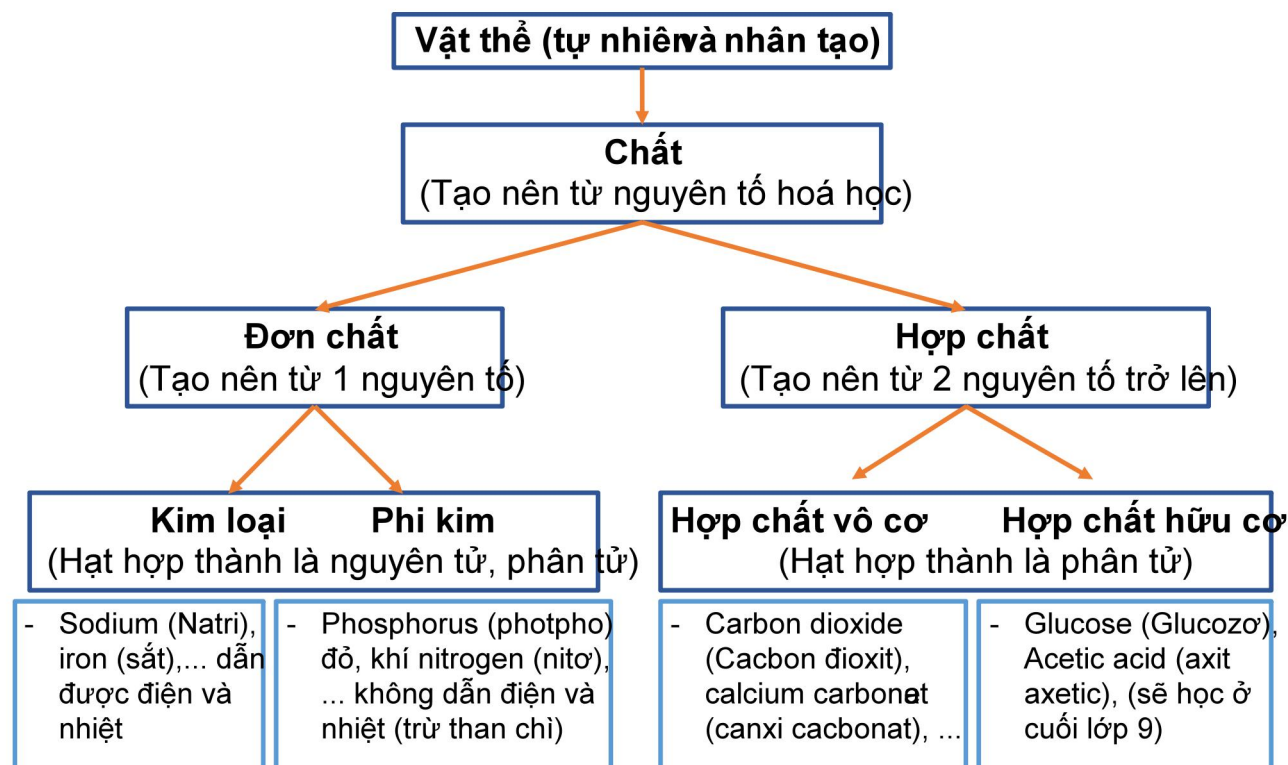 Vật thể (tự nhiên và nhân tạo)
Chất
(Tạo nên từ nguyên tố hoá học)
Đơn chất
(Tạo nên từ 1 nguyên tố)
Hợp chất
(Tạo nên từ 2 nguyên tố trở lên)
Kim loại Phi kim
(Hạt hợp thành là nguyên tử, phân tử)
Hợp chất vô cơ Hợp chất hữu cơ
(Hạt hợp thành là phân tử)
- Sodium (Natri),
iron (sắt),... dẫn
được điện và
nhiệt
- Phosphorus (photpho)
đỏ, khí nitrogen (nitơ),
... không dẫn điện và
nhiệt (trừ than chì)
- Carbon dioxide
(Cacbon đioxit),
calcium carbonate
(canxi cacbonat), ...
- Glucose (Glucozơ),
Acetic acid (axit
axetic), (sẽ học ở
cuối lớp 9)